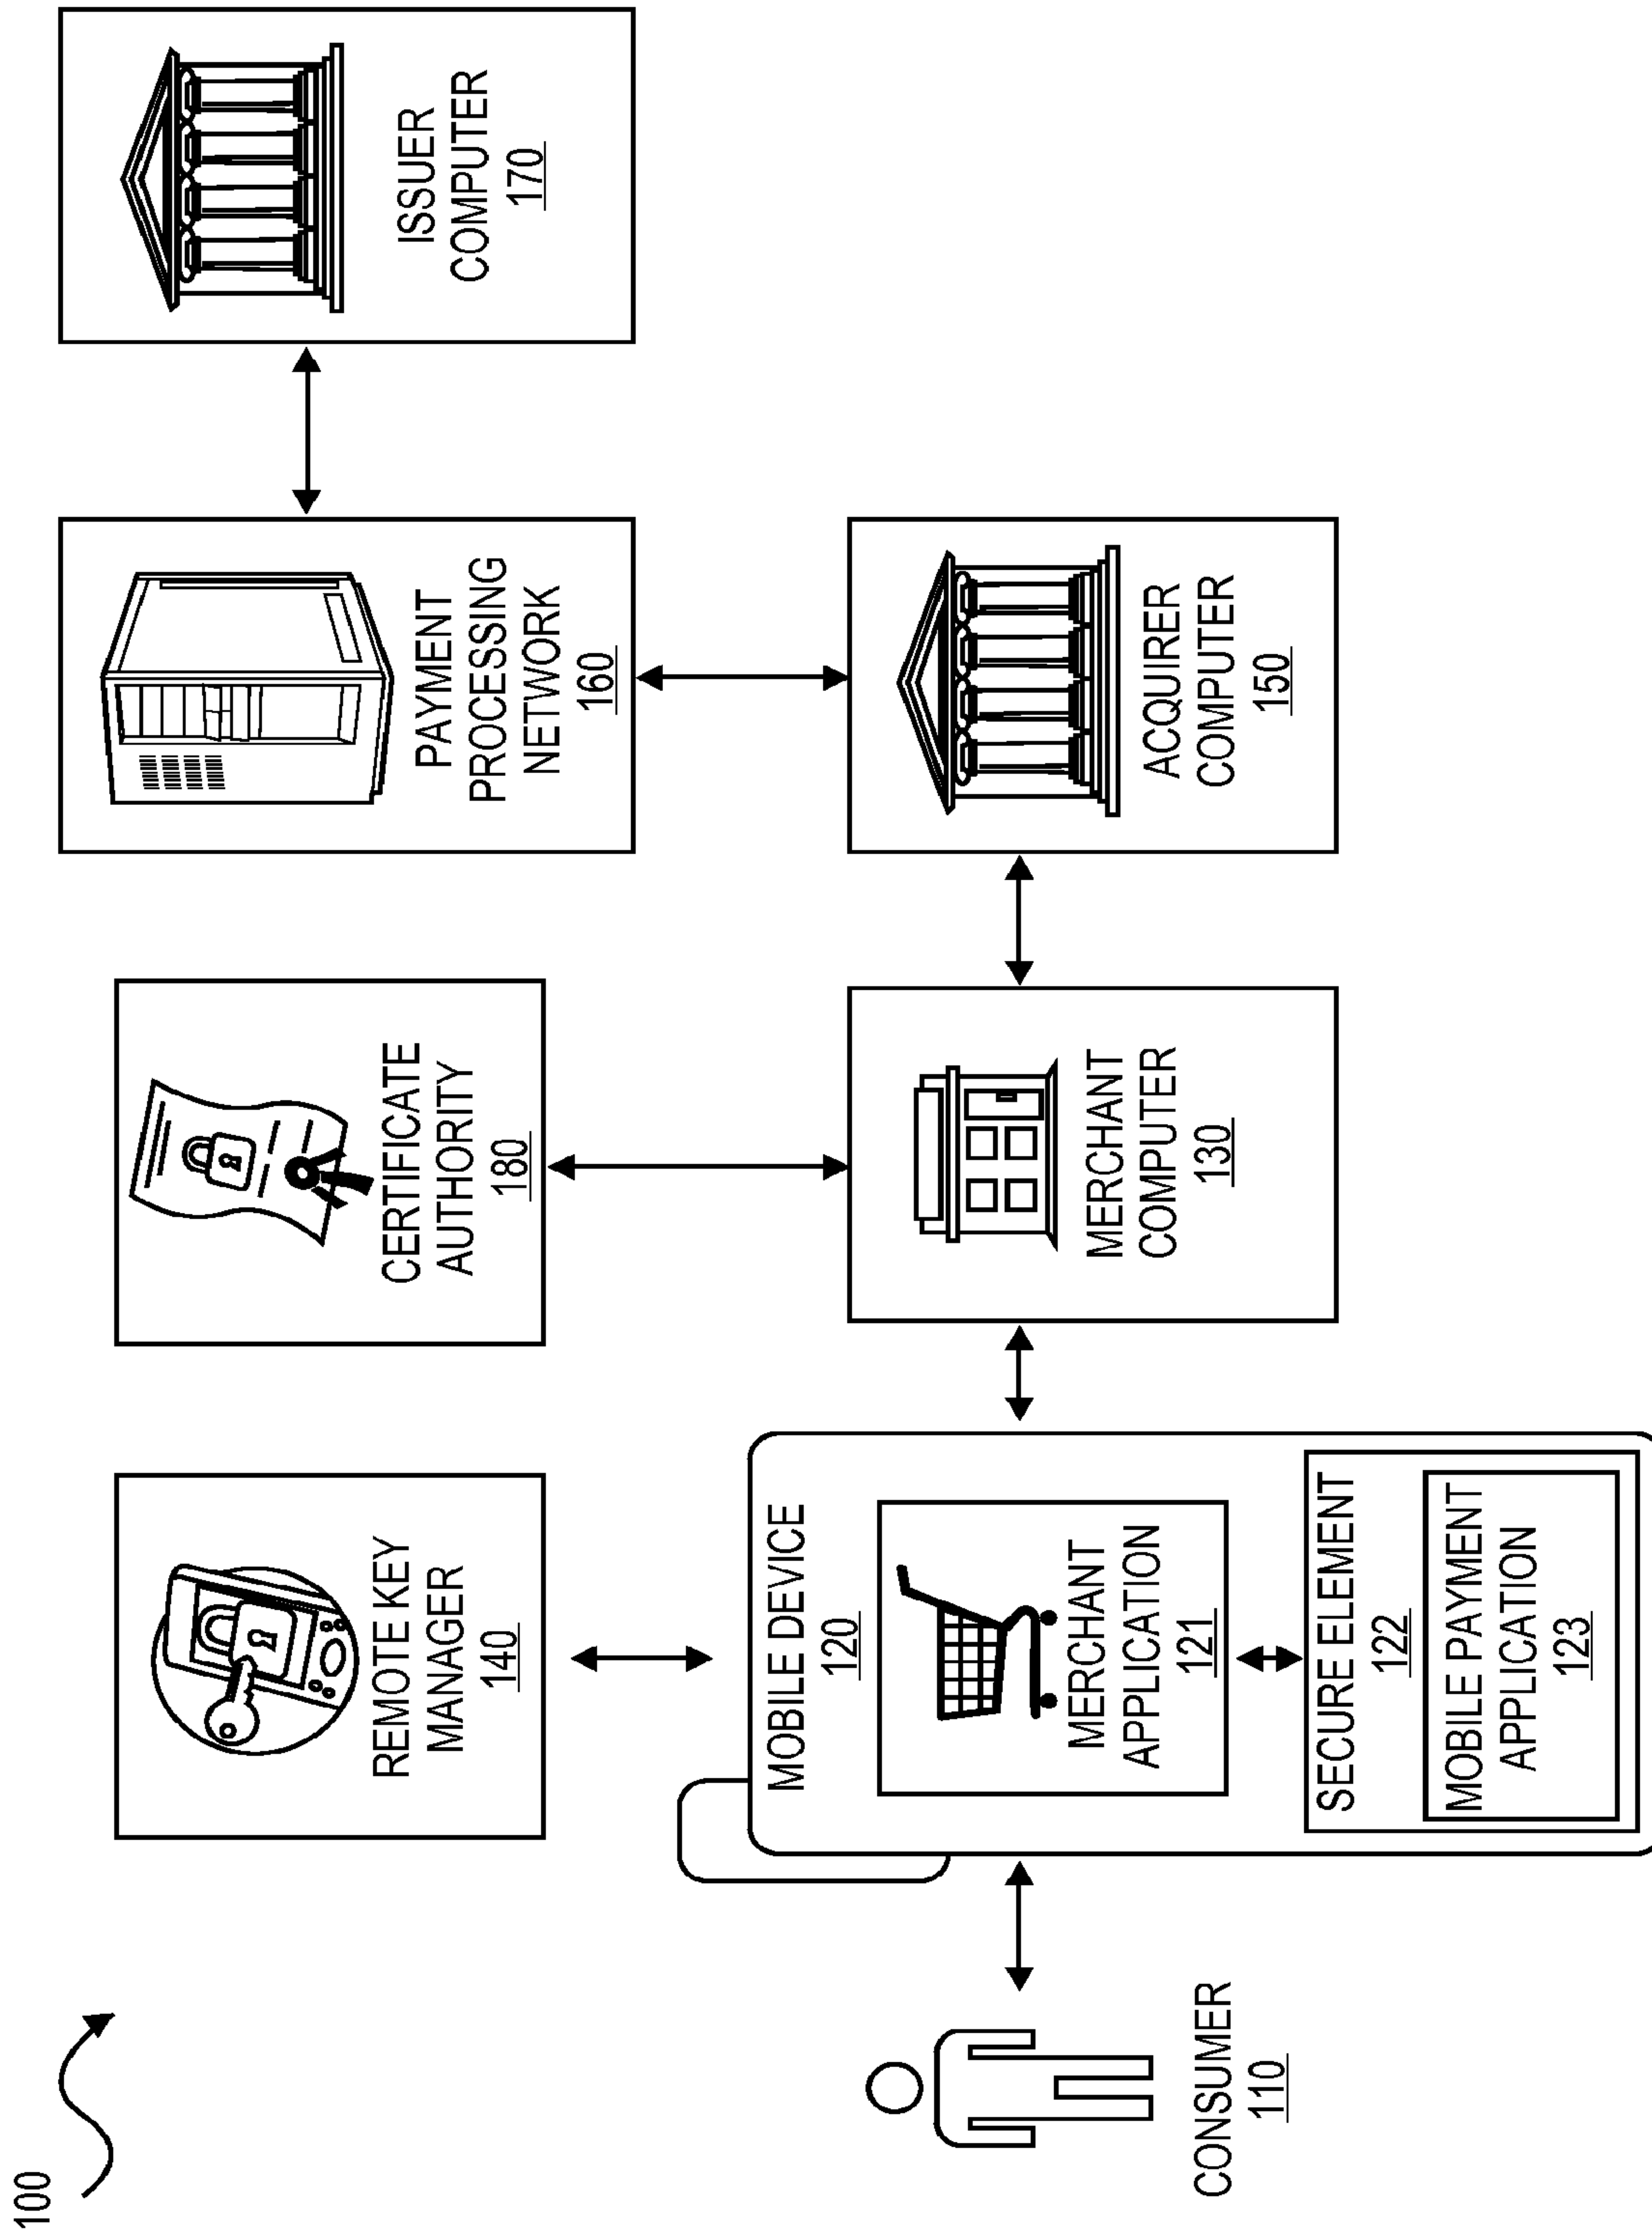 100
REMOTE KEY
MANAGER
140
CERTIFICATE
AUTHORITY
180
PAYMENT
PROCESSING
NETWORK
160
ISSUER
COMPUTER
170
CONSUMER
110
MOBILE DEVICE
120
MERCHANT
APPLICATION
121
SECURE ELEMENT
122
MOBILE PAYMENT
APPLICATION
123
MERCHANT
COMPUTER
130
ACQUIRER
COMPUTER
150